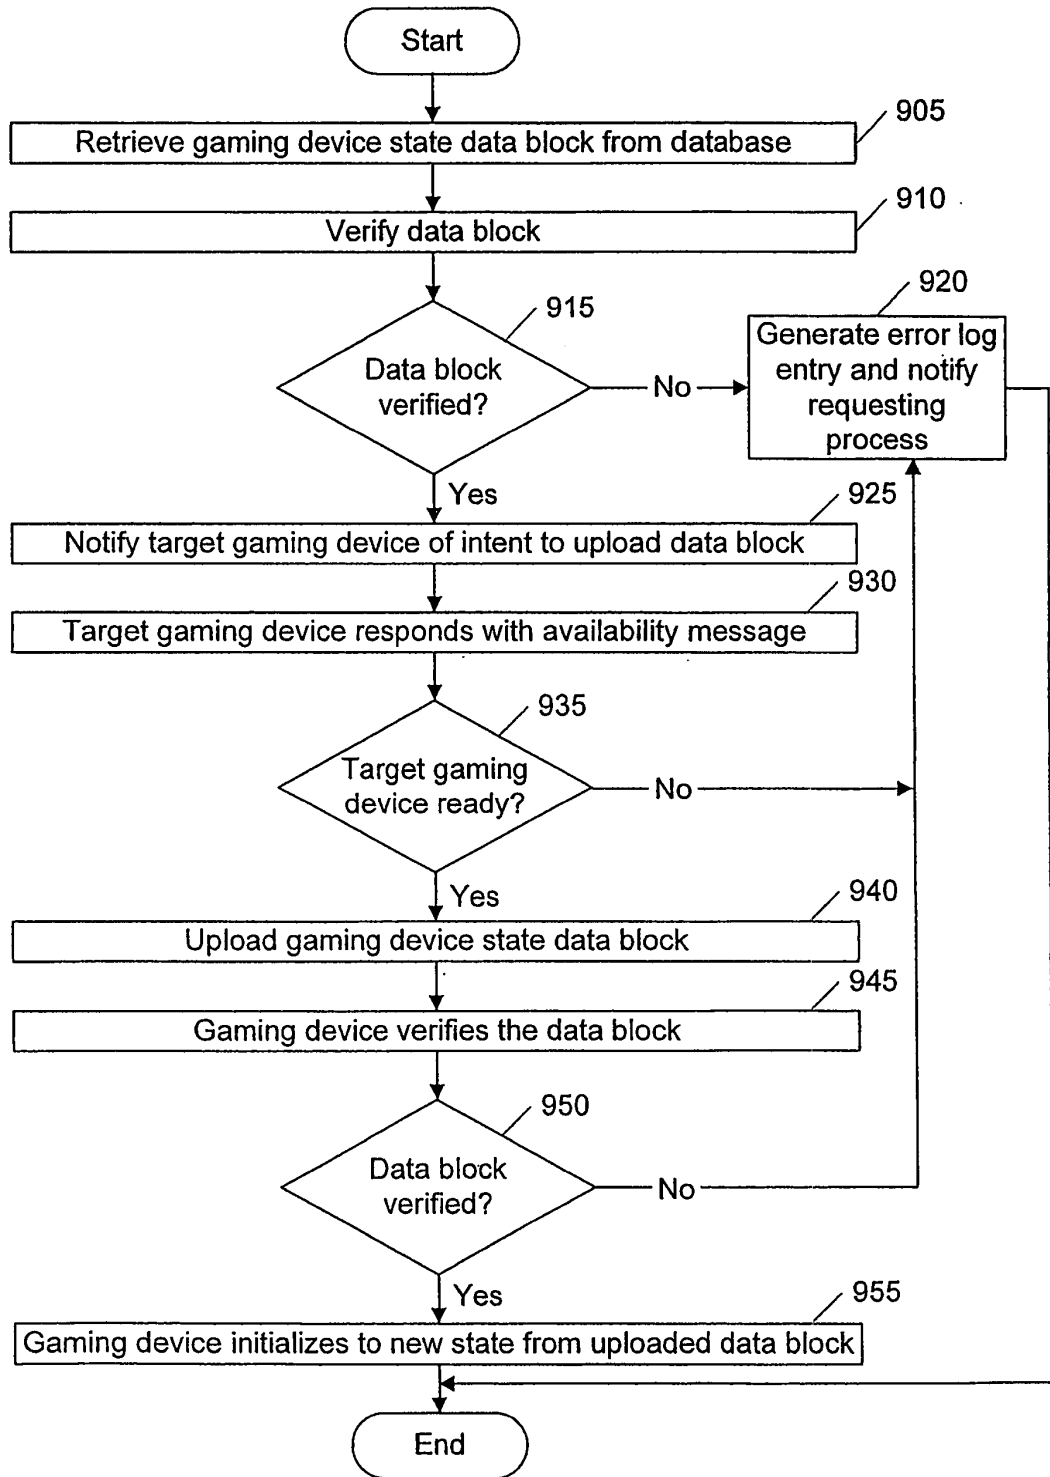 Start
905
Retrieve gaming device state data block from database
910
Verify data block
915
920
Data block
verified?
No
Generate error log
entry and notify
requesting
process
Yes
925
Notify target gaming device of intent to upload data block
930
Target gaming device responds with availability message
935
Target gaming
device ready?
No
Yes
940
Upload gaming device state data block
945
Gaming device verifies the data block
950
Data block
verified?
No
Yes
955
Gaming device initializes to new state from uploaded data block
End